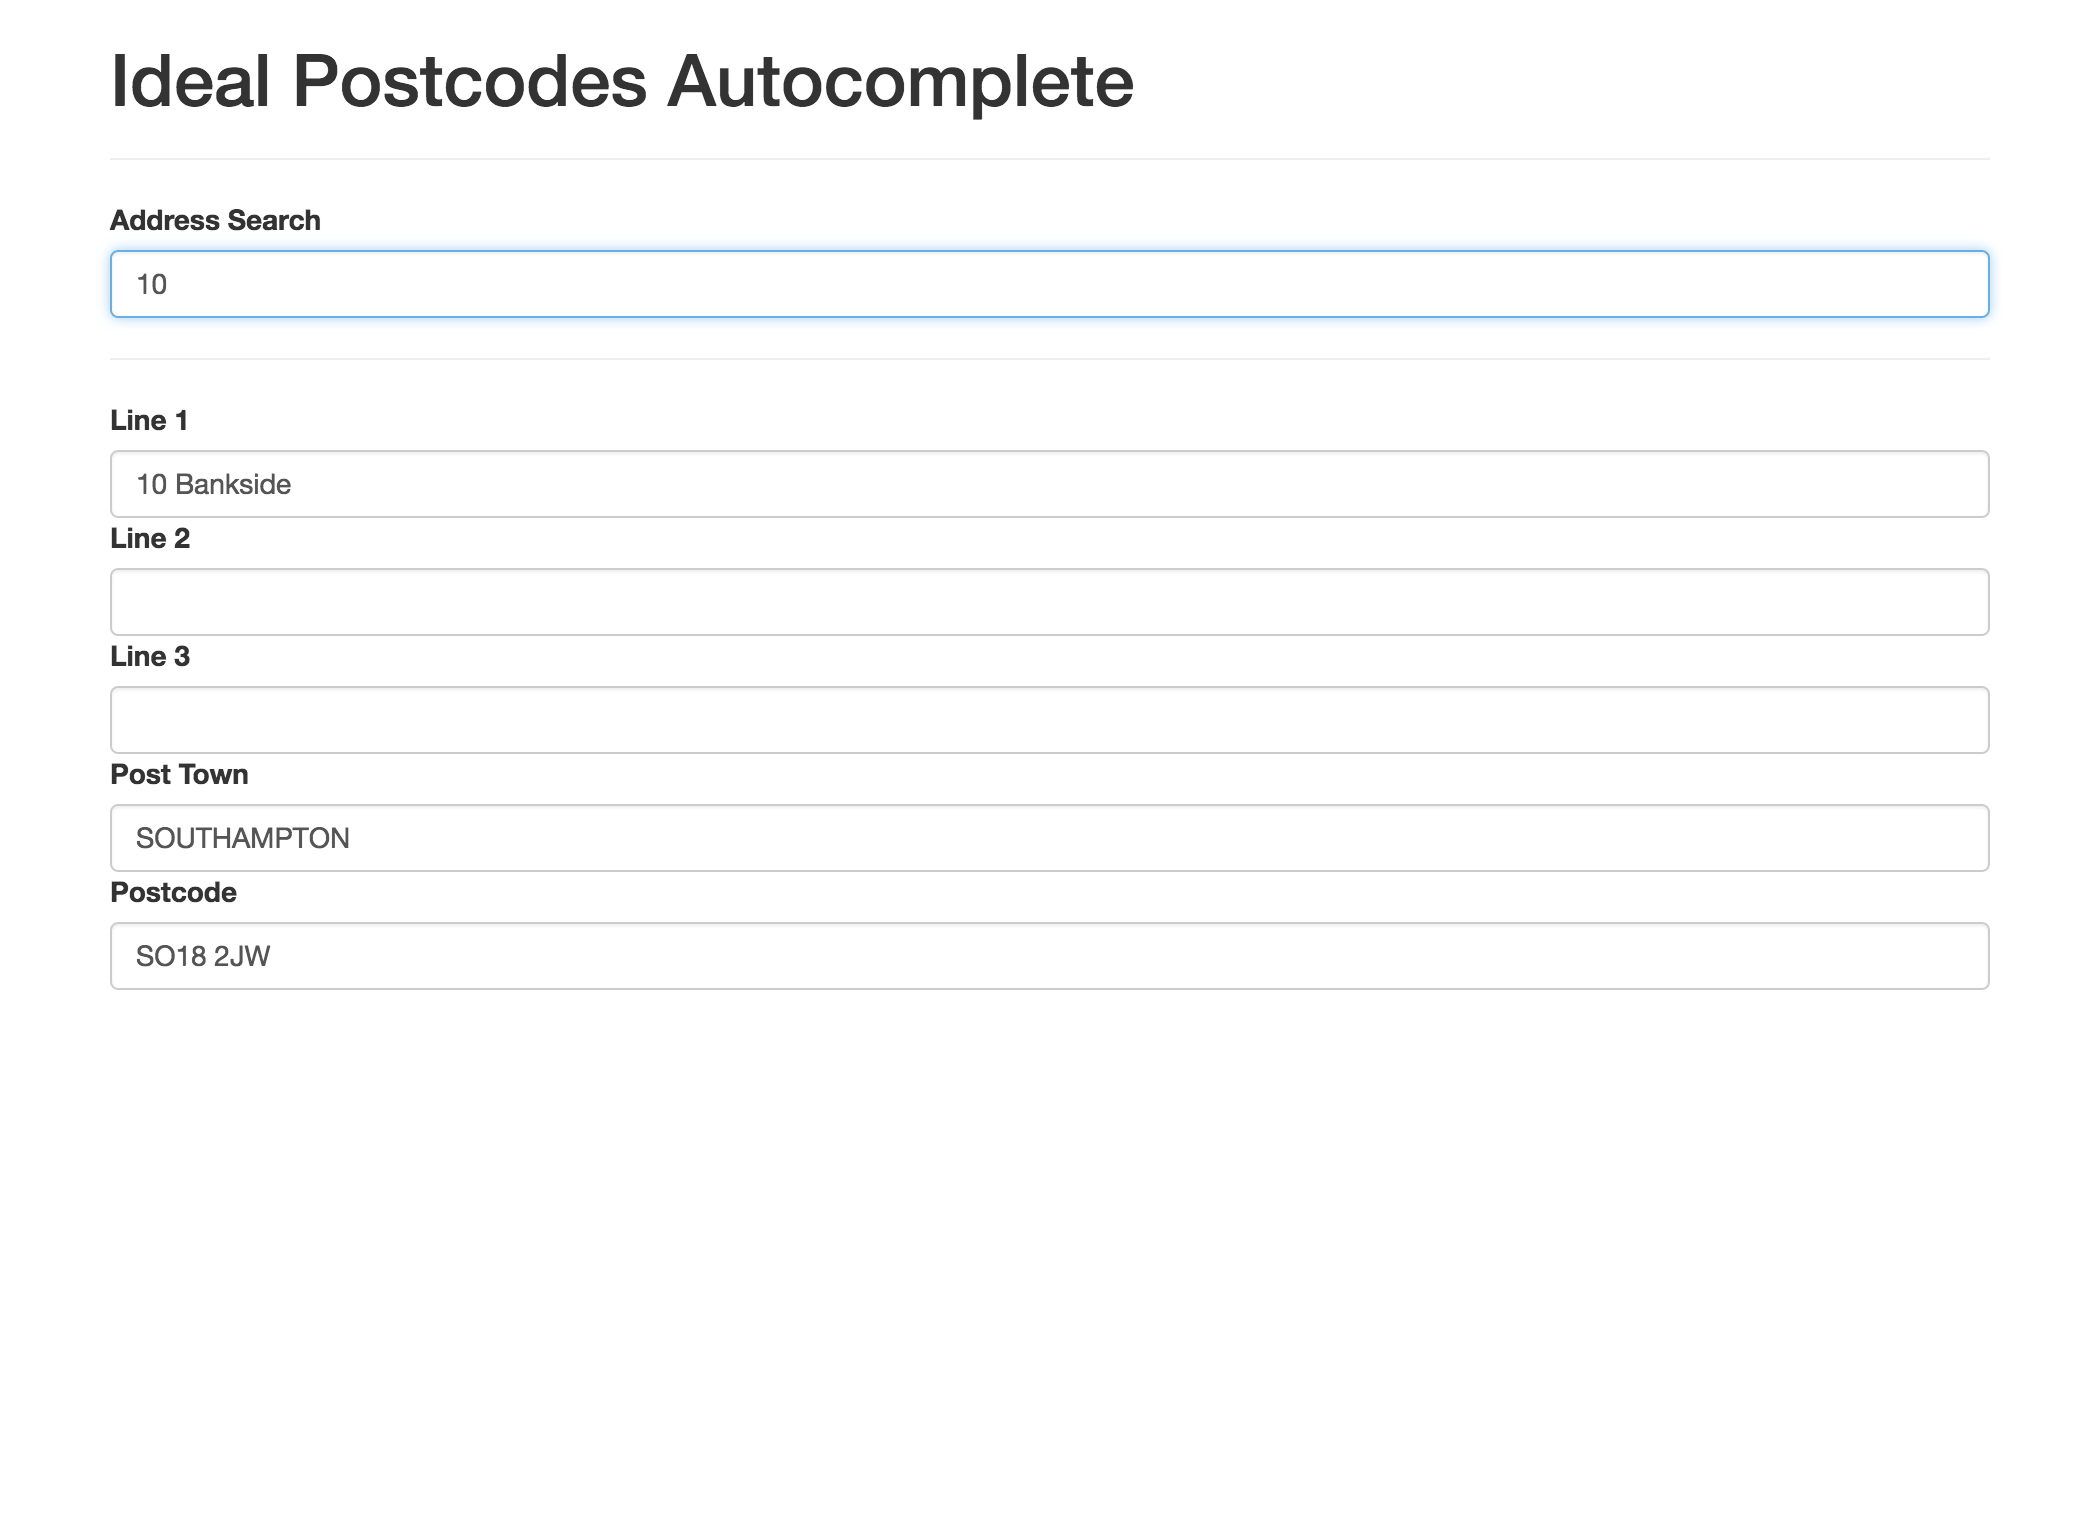 Ideal Postcodes Autocomplete
Address Search
10
Line 1
10 Bankside
Line 2
Line 3
Post Town
SOUTHAMPTON
Postcode
SO18 2JW